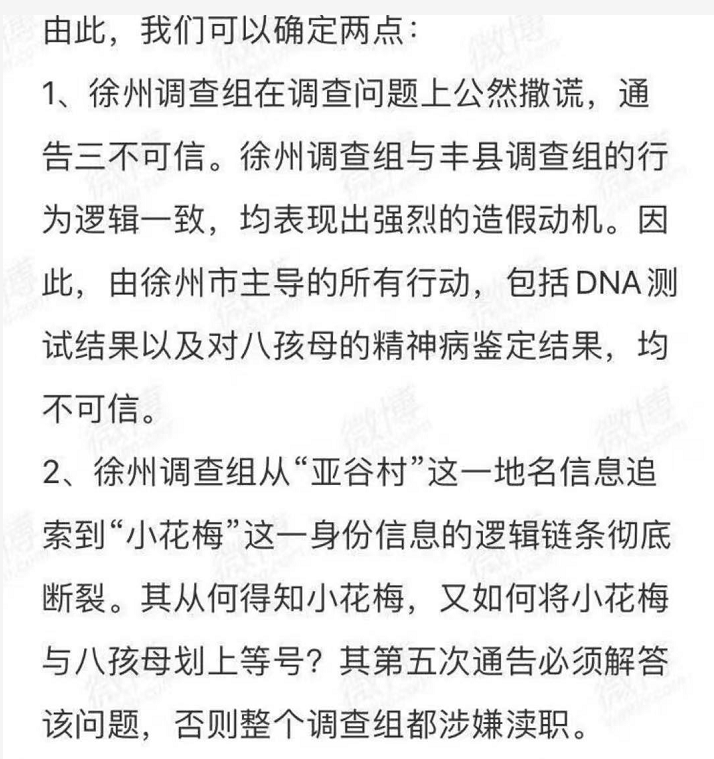 由此，我们可以确定两点：
1、徐州调查组在调查问题上公然撒谎，通
告三不可信。徐州调查组与丰县调查组的行
为逻辑一致，均表现出强烈的造假动机。因
此，由徐州市主导的所有行动，包括DNA测
试结果以及对八孩母的精神病鉴定结果，均
不可信。
2、徐州调查组从“亚谷村”这一地名信息追
索到“小花梅”这一身份信息的逻辑链条彻底
断裂。其从何得知小花梅，又如何将小花梅
与八孩母划上等号？其第五次通告必须解答
该问题，否则整个调查组都涉嫌渎职。